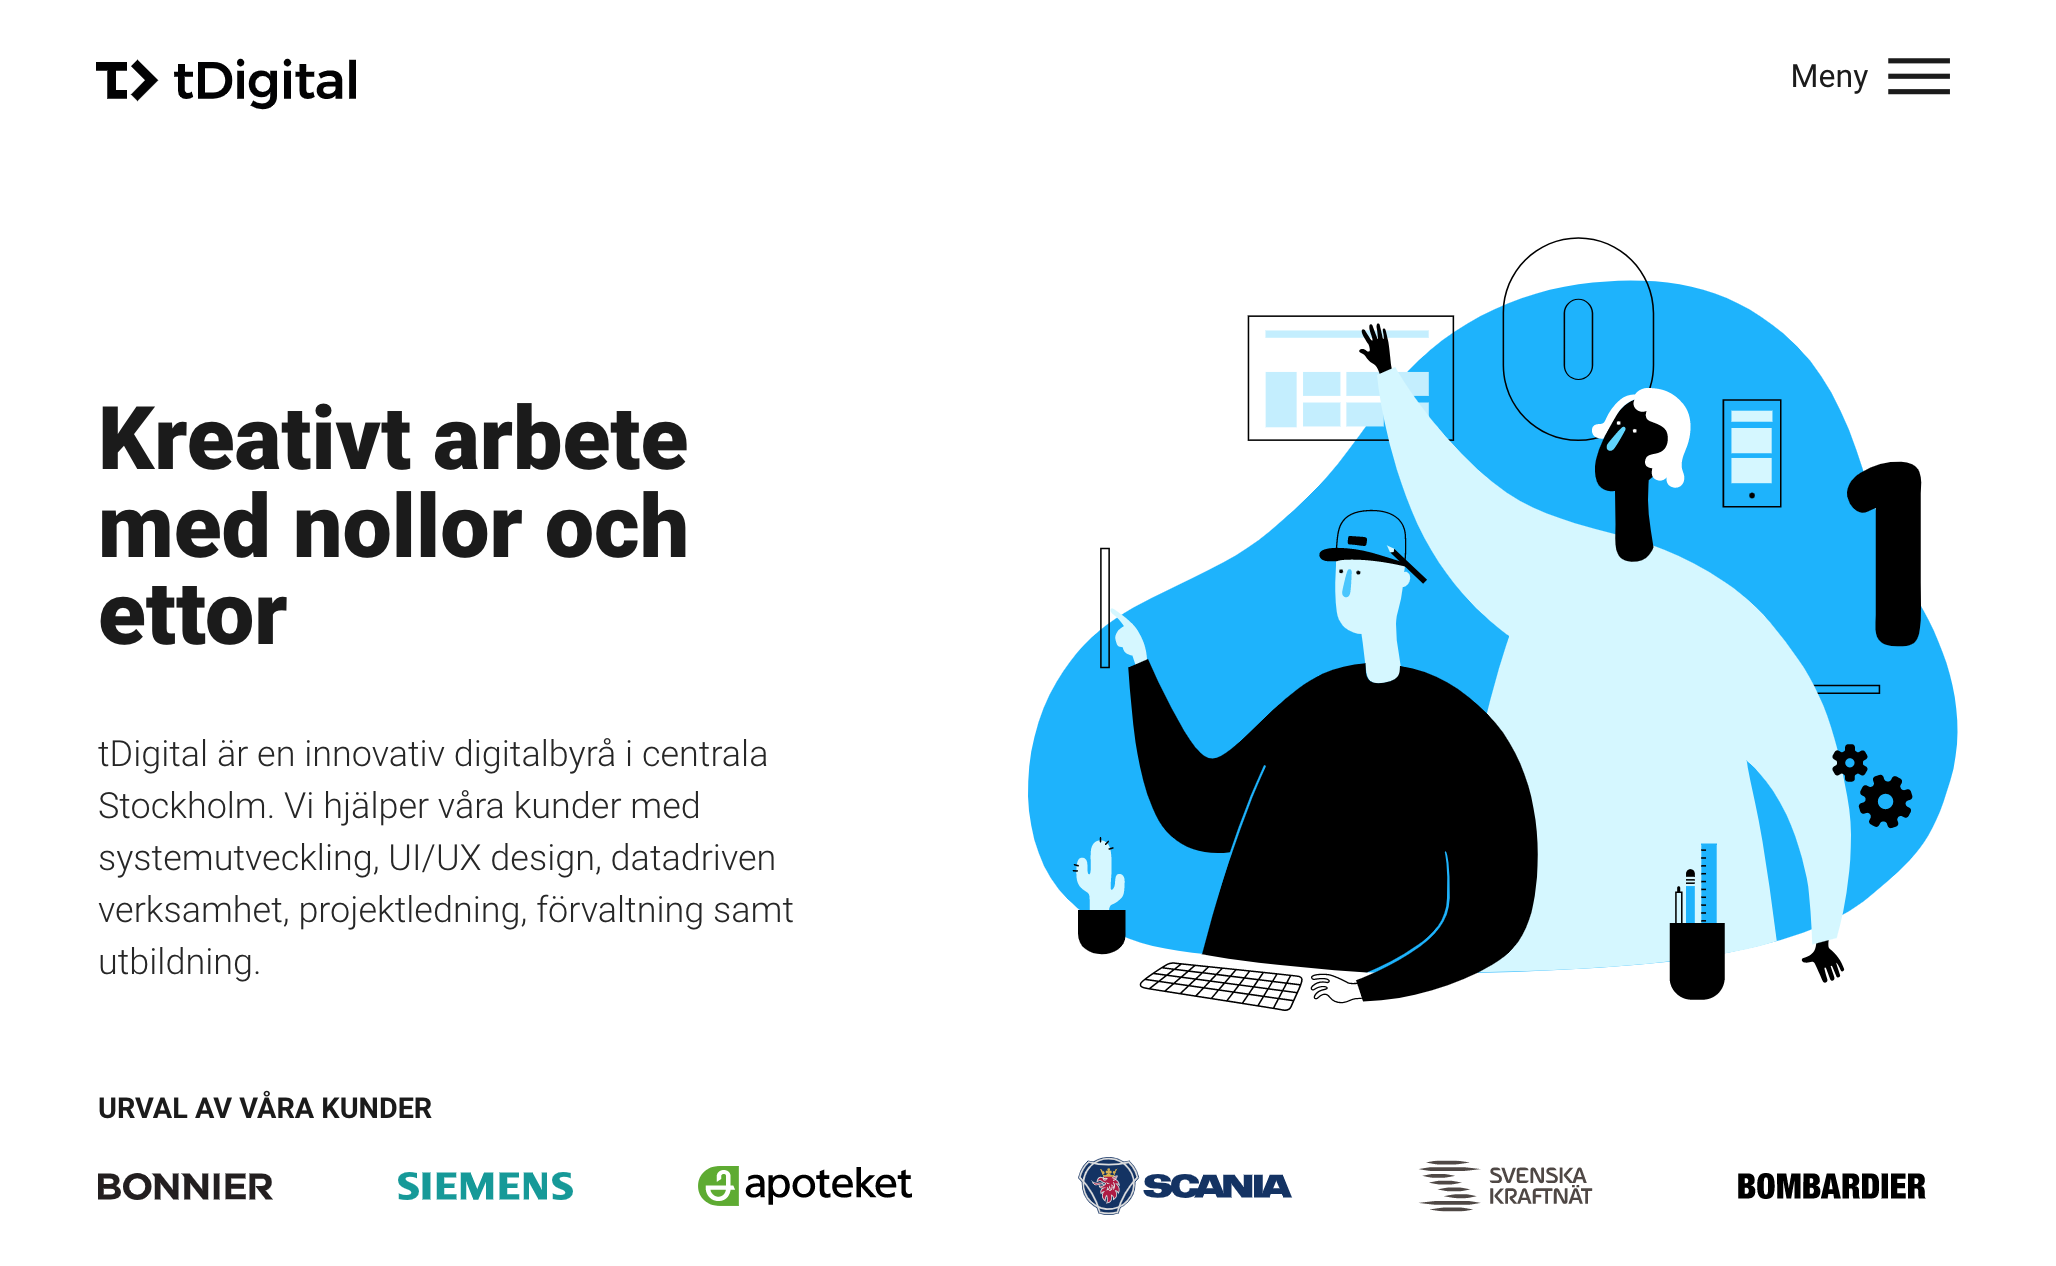 tDigital
Meny
Kreativt arbete
med nollor och
ettor
tDigital är en innovativ digitalbyrå i centrala
Stockholm. Vi hjälper våra kunder med
systemutveckling, UI/UX design, datadriven
verksamhet, projektledning, förvaltning samt
utbildning.
0
1
URVAL AV VÅRA KUNDER
BONNIER
SIEMENS
apoteket
SCANIA
SVENSKA
KRAFTNÄT
BOMBARDIER